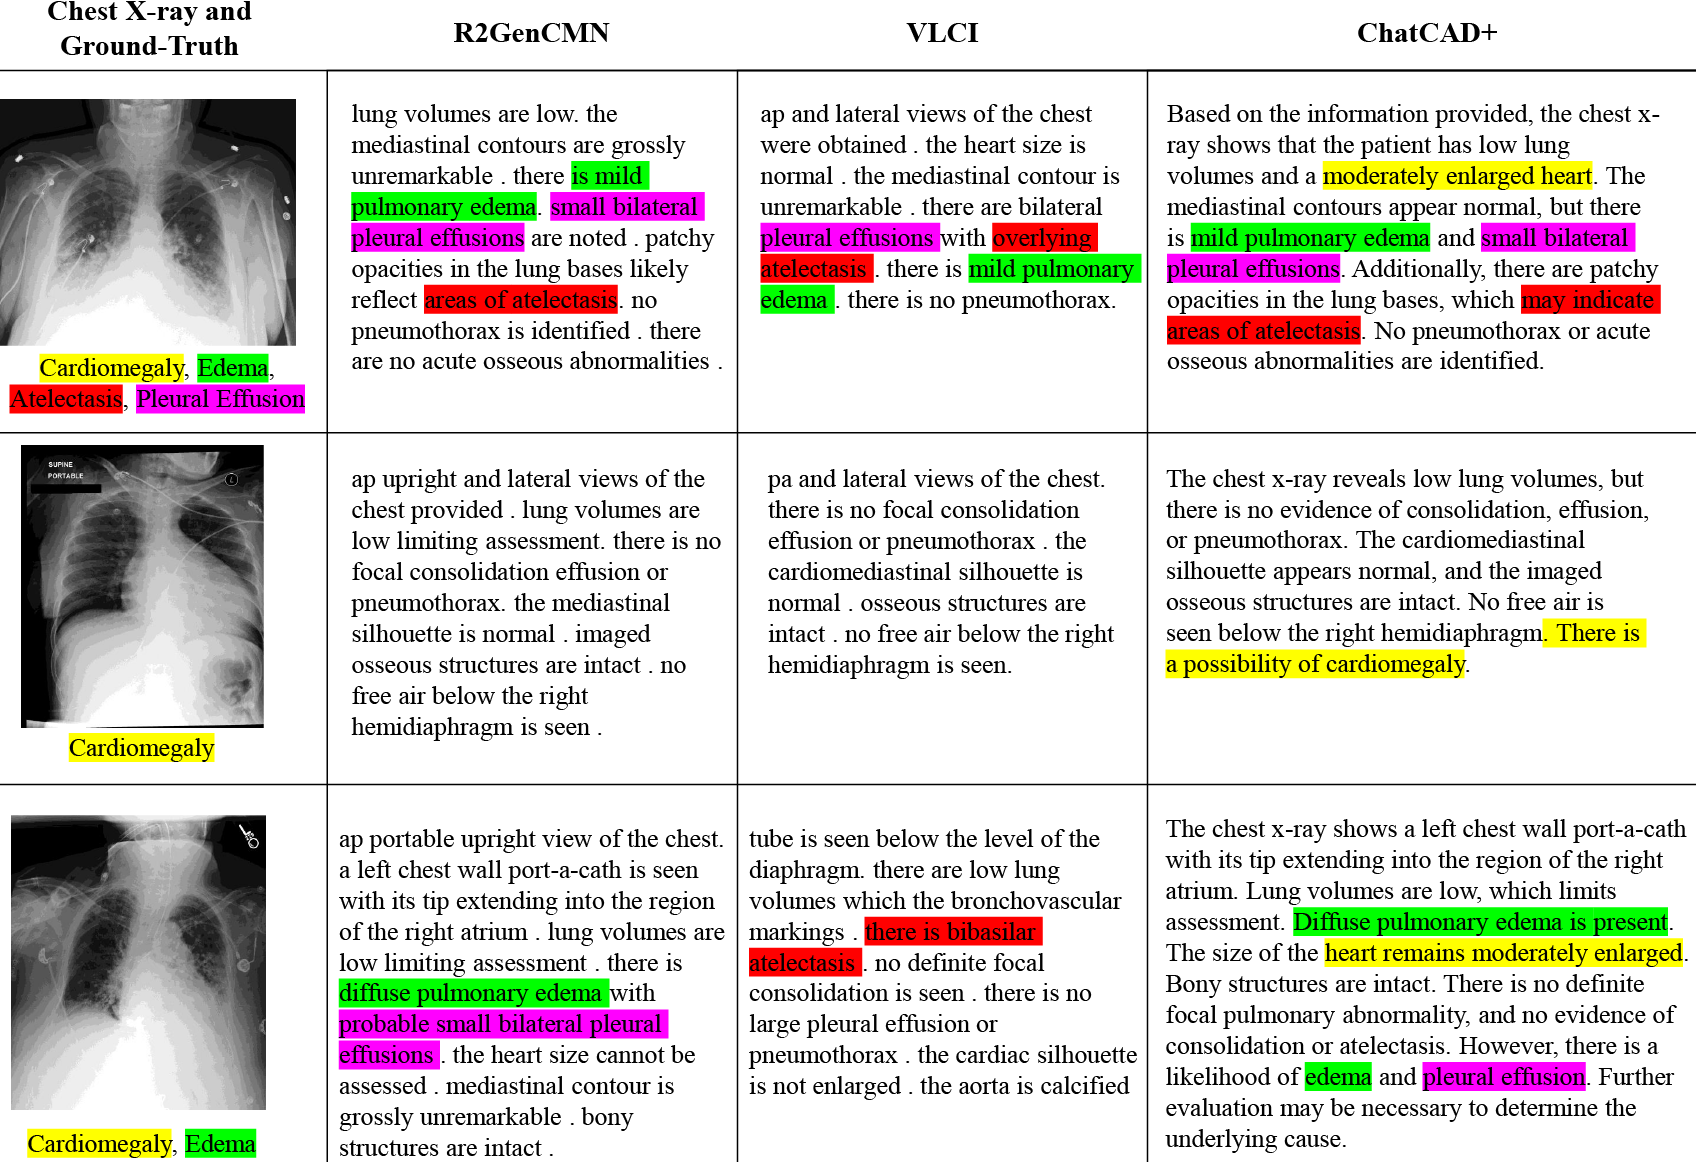 Chest X-ray and
Ground-Truth
R2GenCMN
VLCI
ChatCAD+
Cardiomegaly, Edema,
Atelectasis, Pleural Effusion
lung volumes are low. the
mediastinal contours are grossly
unremarkable . there is mild
pulmonary edema. small bilateral
pleural effusions are noted . patchy
opacities in the lung bases likely
reflect areas of atelectasis. no
pneumothorax is identified . there
are no acute osseous abnormalities .
ap and lateral views of the chest
were obtained . the heart size is
normal . the mediastinal contour is
unremarkable . there are bilateral
pleural effusions with overlying
atelectasis . there is mild pulmonary
edema . there is no pneumothorax.
Based on the information provided, the chest x-
ray shows that the patient has low lung
volumes and a moderately enlarged heart. The
mediastinal contours appear normal, but there
is mild pulmonary edema and small bilateral
pleural effusions. Additionally, there are patchy
opacities in the lung bases, which may indicate
areas of atelectasis. No pneumothorax or acute
osseous abnormalities are identified.
SUPINE
PORTABLE
L
Cardiomegaly
ap upright and lateral views of the
chest provided . lung volumes are
low limiting assessment. there is no
focal consolidation effusion or
pneumothorax. the mediastinal
silhouette is normal . imaged
osseous structures are intact . no
free air below the right
hemidiaphragm is seen .
pa and lateral views of the chest.
there is no focal consolidation
effusion or pneumothorax . the
cardiomediastinal silhouette is
normal . osseous structures are
intact . no free air below the right
hemidiaphragm is seen.
The chest x-ray reveals low lung volumes, but
there is no evidence of consolidation, effusion,
or pneumothorax. The cardiomediastinal
silhouette appears normal, and the imaged
osseous structures are intact. No free air is
seen below the right hemidiaphragm. There is
a possibility of cardiomegaly.
Cardiomegaly, Edema
ap portable upright view of the chest.
a left chest wall port-a-cath is seen
with its tip extending into the region
of the right atrium . lung volumes are
low limiting assessment . there is
diffuse pulmonary edema with
probable small bilateral pleural
effusions . the heart size cannot be
assessed . mediastinal contour is
grossly unremarkable . bony
structures are intact .
tube is seen below the level of the
diaphragm. there are low lung
volumes which the bronchovascular
markings . there is bibasilar
atelectasis . no definite focal
consolidation is seen . there is no
large pleural effusion or
pneumothorax . the cardiac silhouette
is not enlarged . the aorta is calcified
The chest x-ray shows a left chest wall port-a-cath
with its tip extending into the region of the right
atrium. Lung volumes are low, which limits
assessment. Diffuse pulmonary edema is present.
The size of the heart remains moderately enlarged.
Bony structures are intact. There is no definite
focal pulmonary abnormality, and no evidence of
consolidation or atelectasis. However, there is a
likelihood of edema and pleural effusion. Further
evaluation may be necessary to determine the
underlying cause.